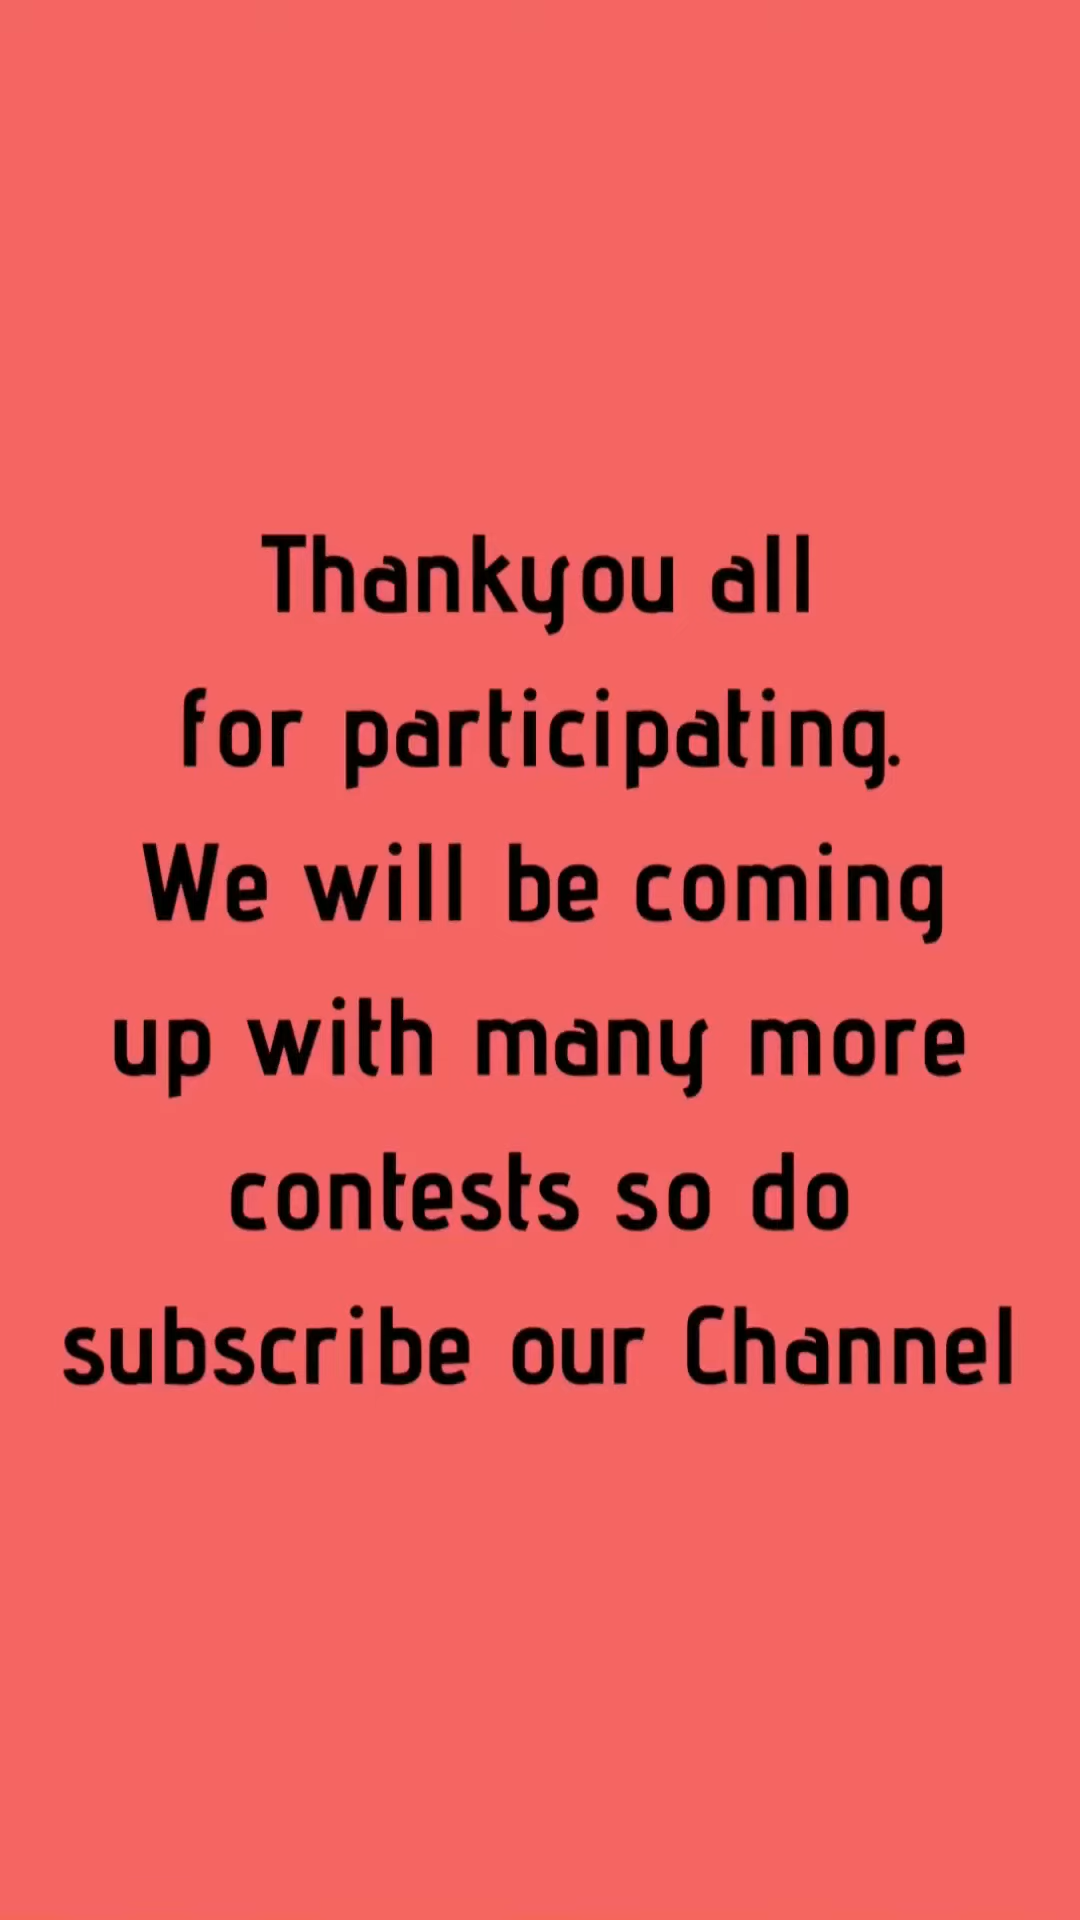 Thankyou all
for participating.
We will be coming
up with many more
contests so do
subscribe our Channel